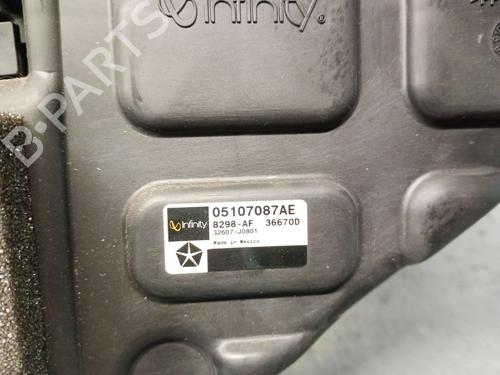 Infinity
B-PARTS
Infinity 05107087AE
8298-AF 36670D
32607-J0801
Made in Mexico